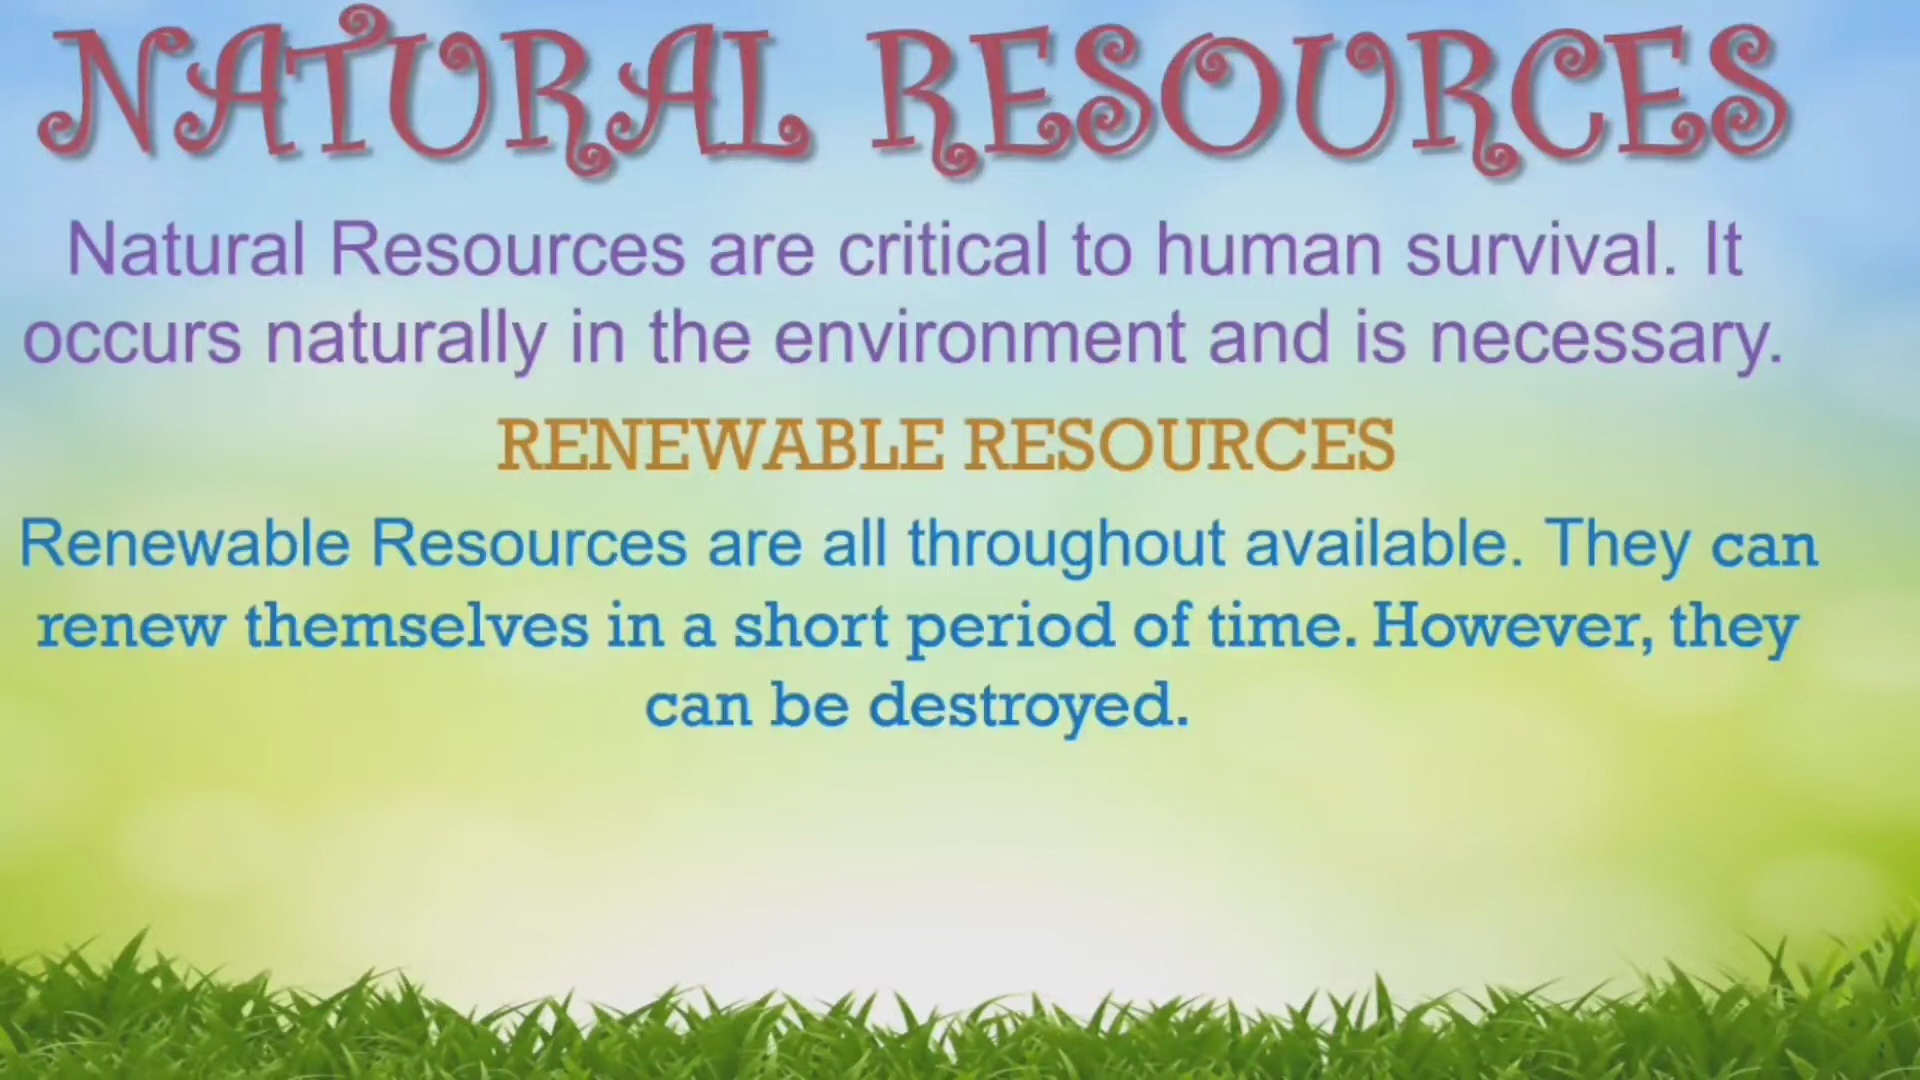 NATURAL RESOURCES
Natural Resources are critical to human survival. It
occurs naturally in the environment and is necessary.
RENEWABLE RESOURCES
Renewable Resources are all throughout available. They can
renew themselves in a short period of time. However, they
can be destroyed.